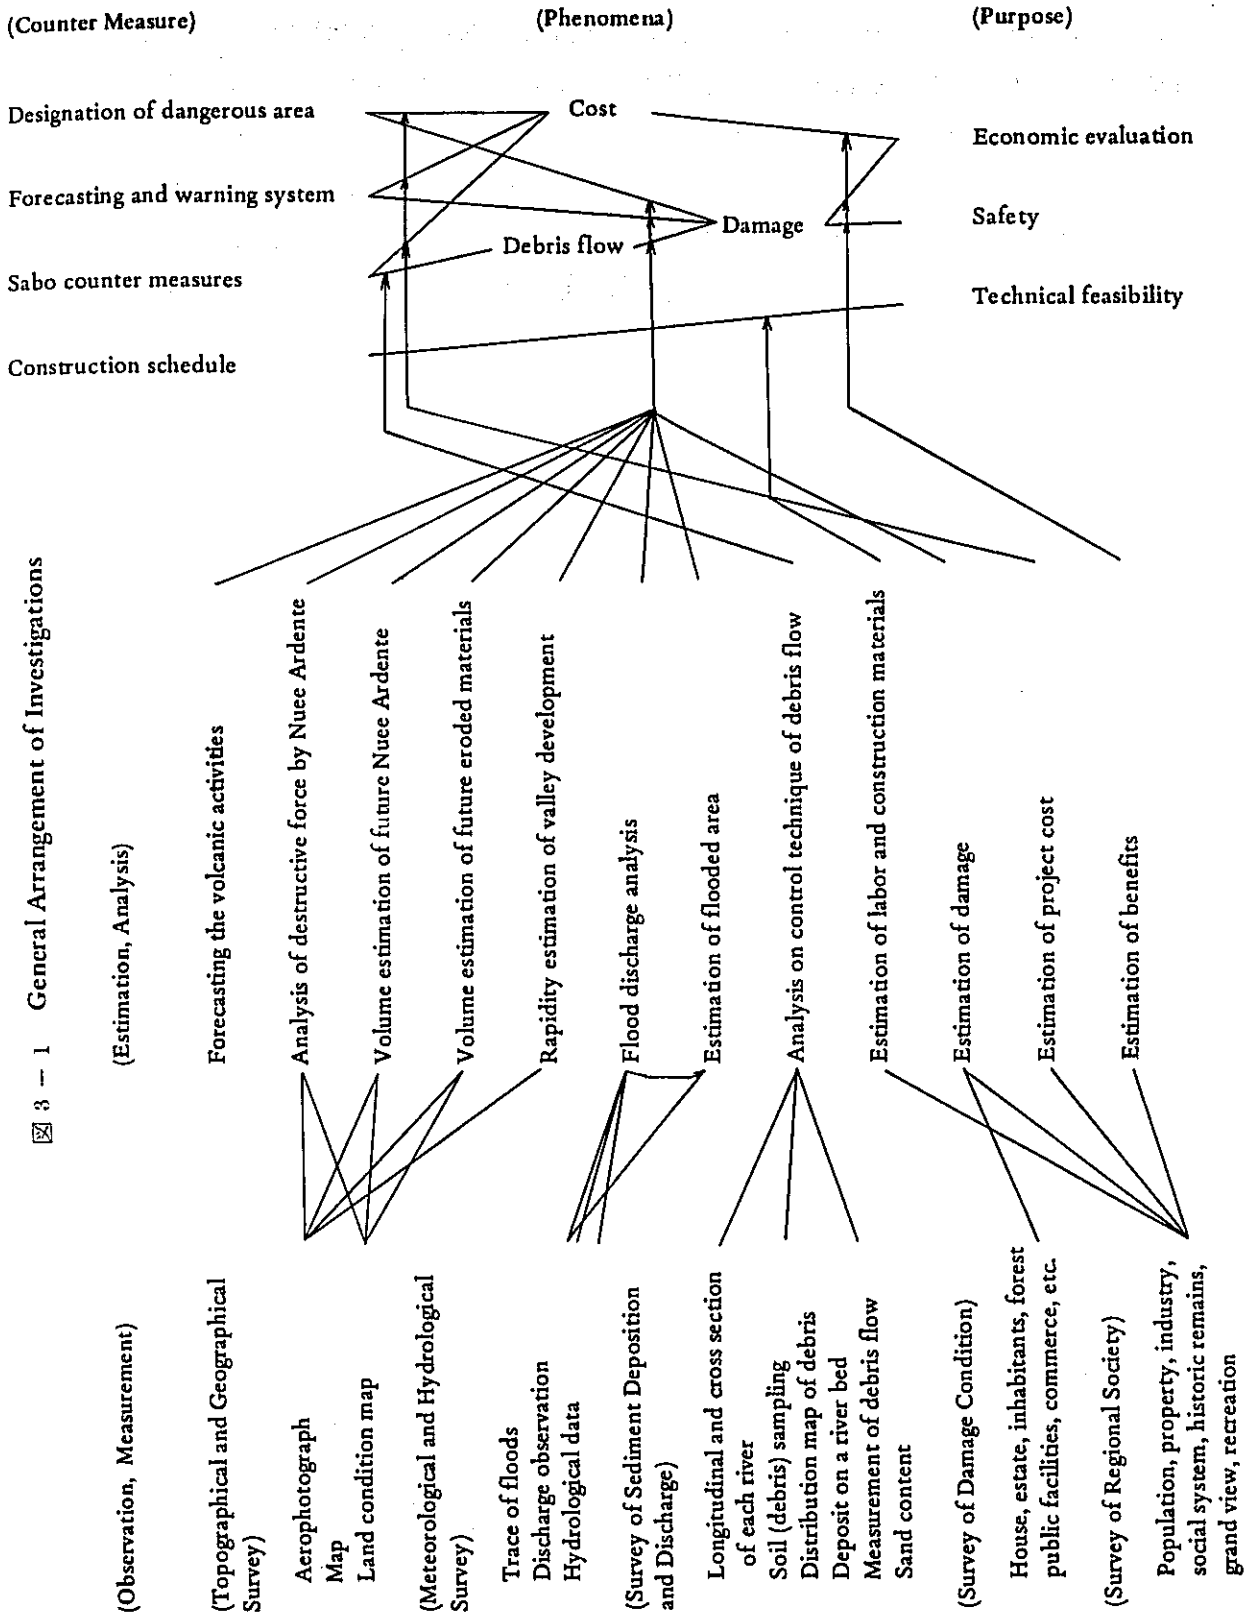 (Counter Measure)
(Phenomena)
(Purpose)
Designation of dangerous area
Cost
Economic evaluation
Forecasting and warning system
Damage
Safety
Debris flow
Sabo counter measures
Technical feasibility
Construction schedule
図 3 — 1 General Arrangement of Investigations
(Estimation, Analysis)
Forecasting the volcanic activities
Analysis of destructive force by Nuee Ardente
Volume estimation of future Nuee Ardente
Volume estimation of future eroded materials
Rapidity estimation of valley development
Flood discharge analysis
Estimation of flooded area
Analysis on control technique of debris flow
Estimation of labor and construction materials
Estimation of damage
Estimation of project cost
Estimation of benefits
(Observation, Measurement)
(Topographical and Geographical
Survey)
Aerophotograph
Map
Land condition map
(Meteorological and Hydrological
Survey)
Trace of floods
Discharge observation
Hydrological data
(Survey of Sediment Deposition
and Discharge)
Longitudinal and cross section
of each river
Soil (debris) sampling
Distribution map of debris
Deposit on a river bed
Measurement of debris flow
Sand content
(Survey of Damage Condition)
House, estate, inhabitants, forest
public facilities, commerce, etc.
(Survey of Regional Society)
Population, property, industry,
social system, historic remains,
grand view, recreation